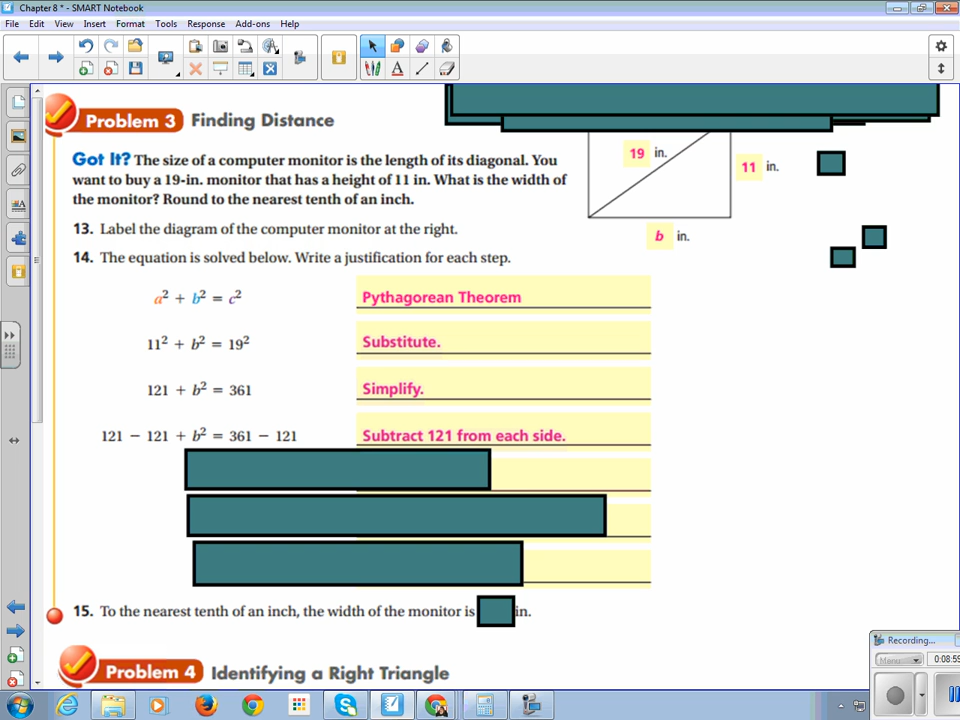 Chapter 8 * - SMART Notebook
File Edit View Insert Format Tools Response Add-ons Help
Problem 3 Finding Distance
Got It? The size of a computer monitor is the length of its diagonal. You
want to buy a 19-in. monitor that has a height of 11 in. What is the width of
the monitor? Round to the nearest tenth of an inch.
19 in.
11 in.
b in.
13. Label the diagram of the computer monitor at the right.
14. The equation is solved below. Write a justification for each step.
a² + b² = c² Pythagorean Theorem
11² + b² = 19² Substitute.
121 + b² = 361 Simplify.
121 − 121 + b² = 361 − 121 Subtract 121 from each side.
15. To the nearest tenth of an inch, the width of the monitor is in.
Problem 4 Identifying a Right Triangle
Recording...
Menu
0:08:59